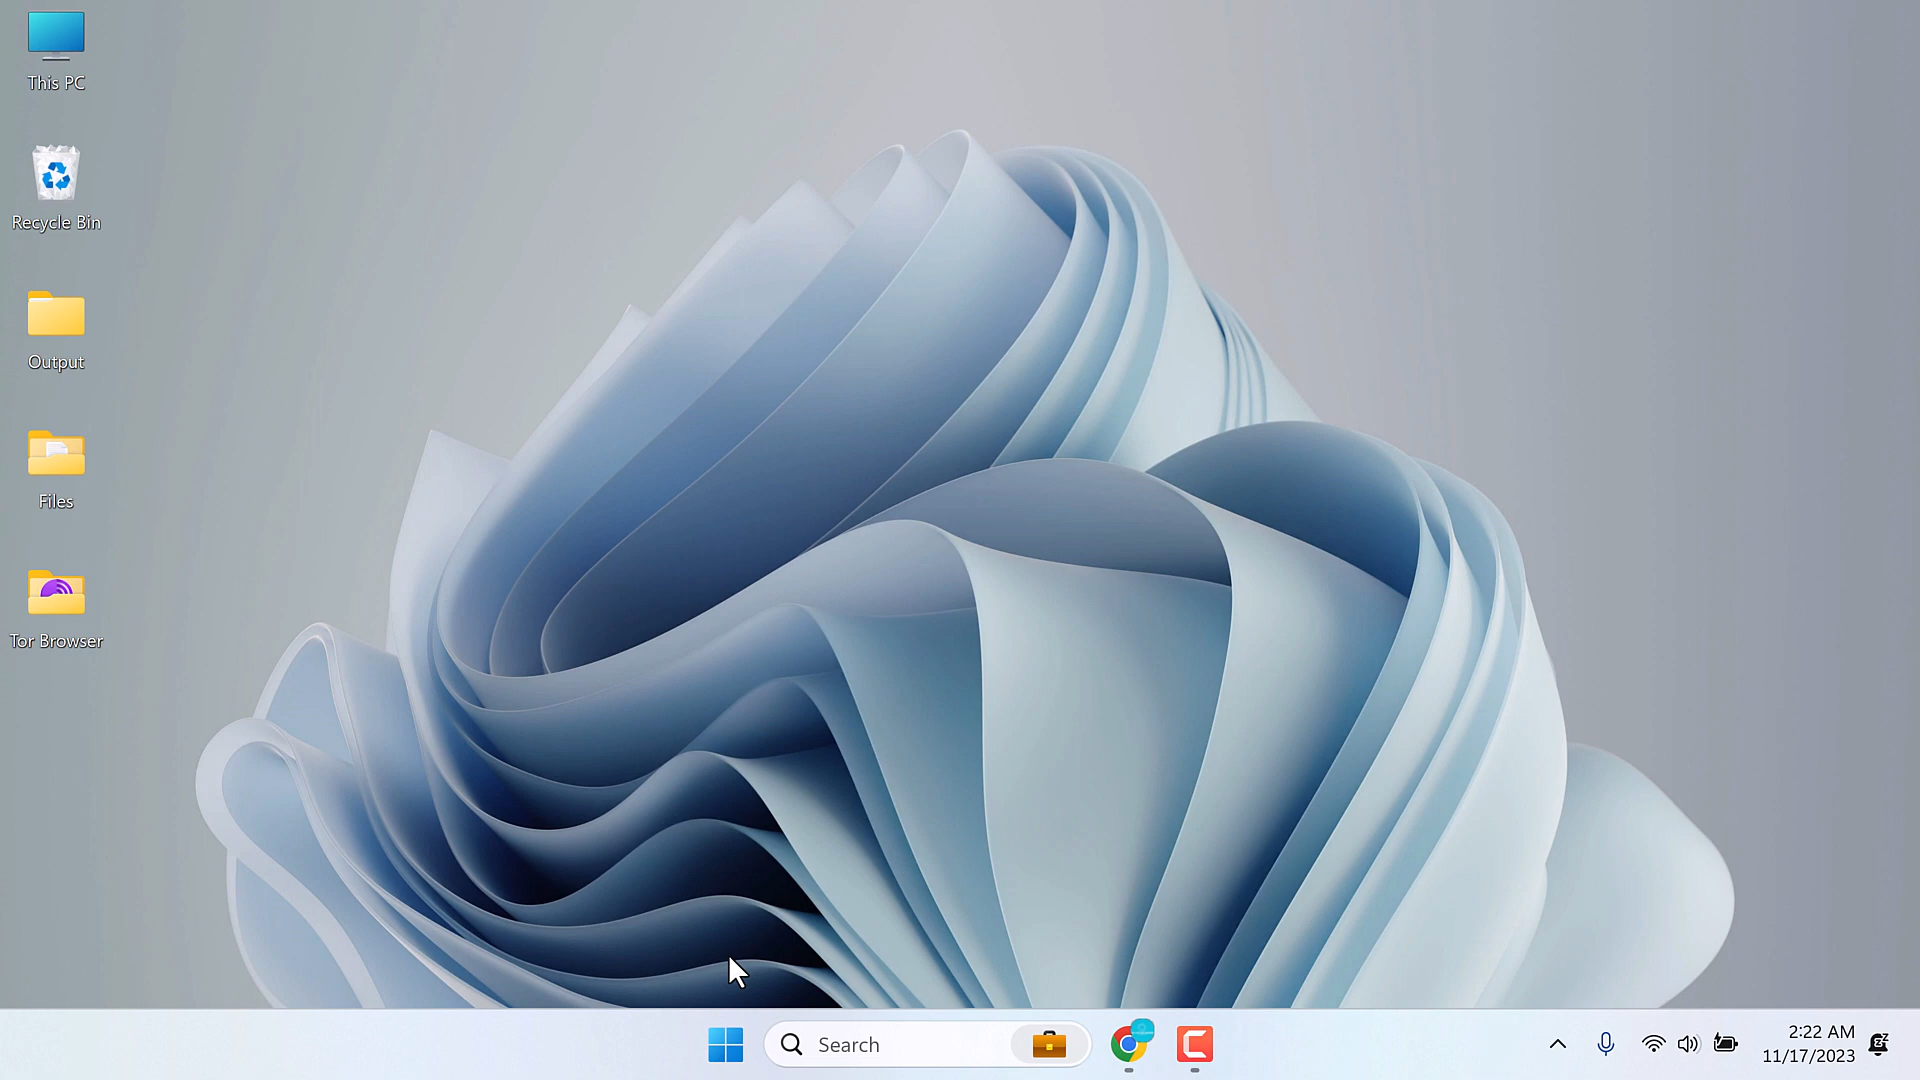 This PC
Recycle Bin
Output
Files
Tor Browser
Search
2:22 AM
11/17/2023